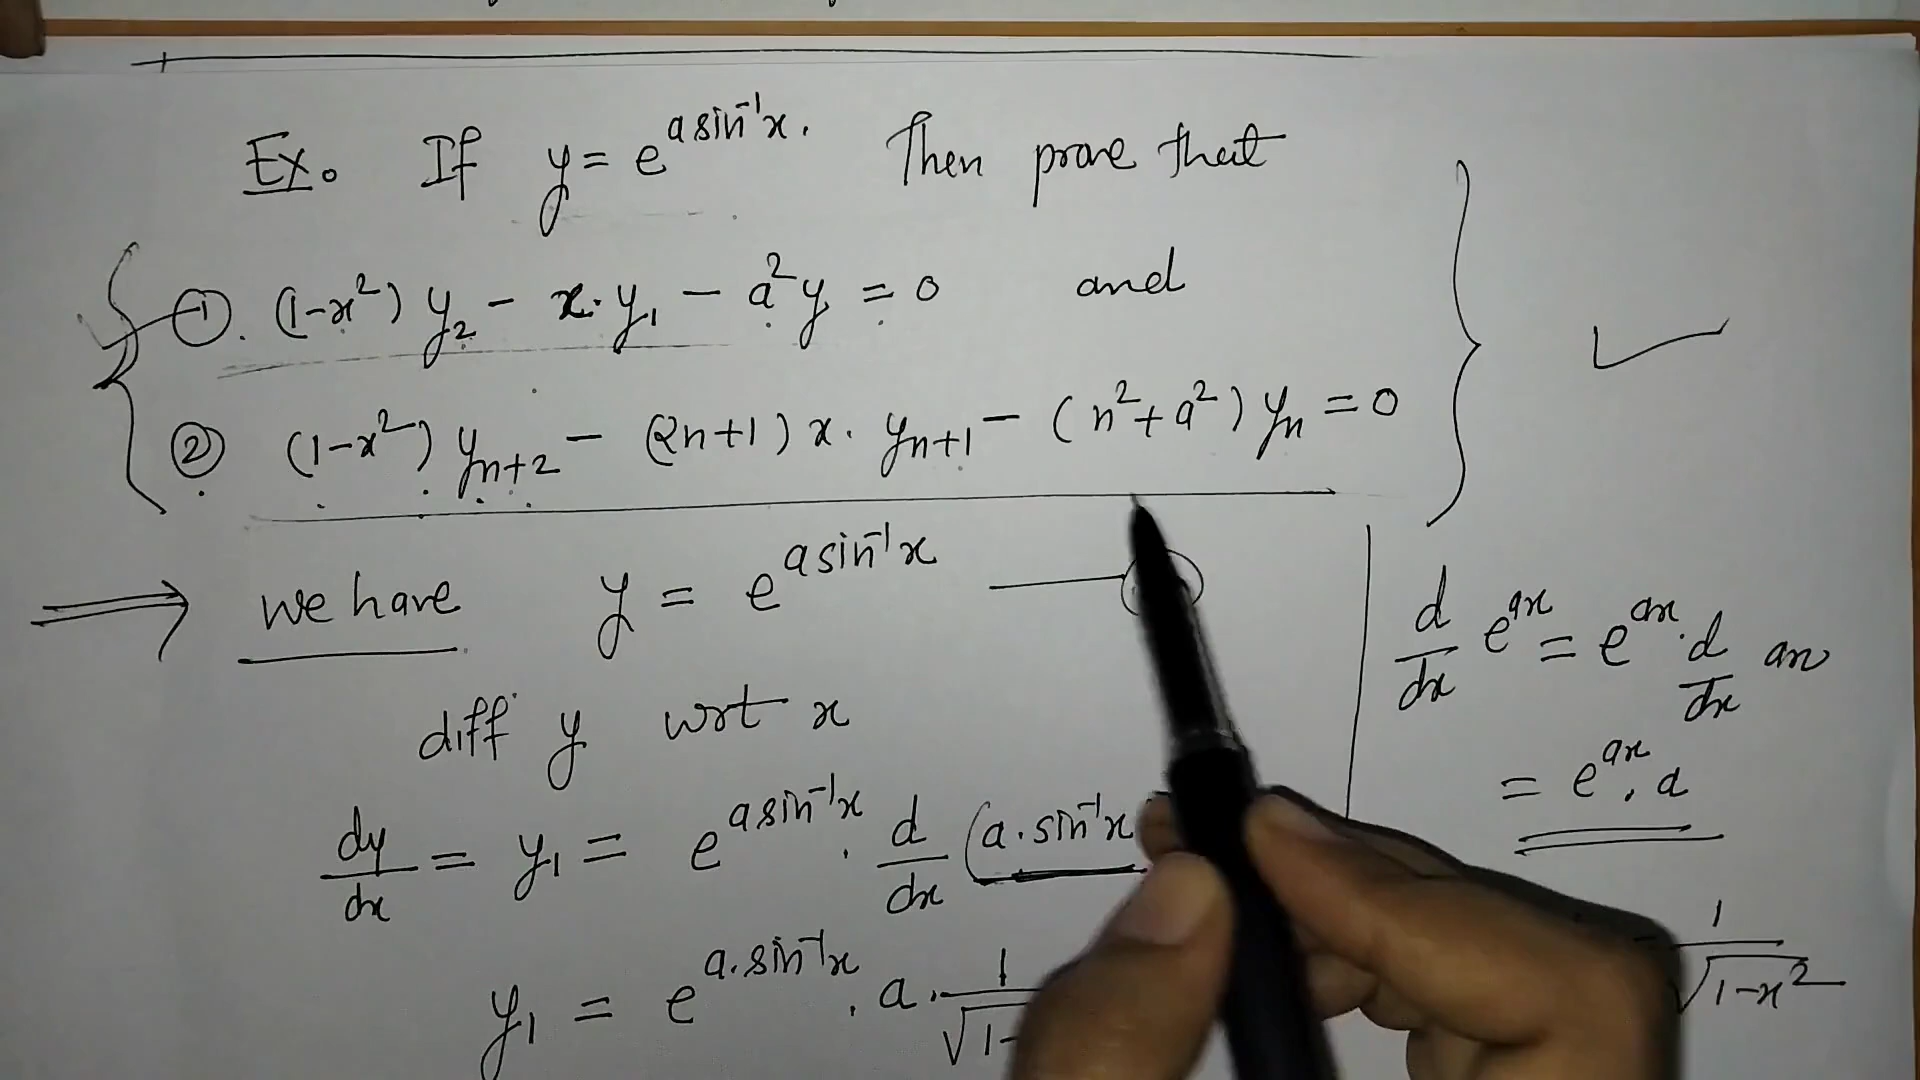 Ex. If y = e^{a sin⁻¹x}. Then prove that
① . (1-x²) y₂ - x. y₁ - a²y = 0 and
② (1-x²) yₙ₊₂ - (2n+1) x. yₙ₊₁ - (n²+a²) yₙ = 0
we have y = e^{a sin⁻¹x}
diff y wrt x
dy/dx = y₁ = e^{a sin⁻¹x} . d/dx (a. sin⁻¹x
y₁ = e^{a. sin⁻¹x} . a. 1/√1-
d/dx e^{ax} = e^{ax} . d/dx ax
= e^{ax} . a
1/√1-x²